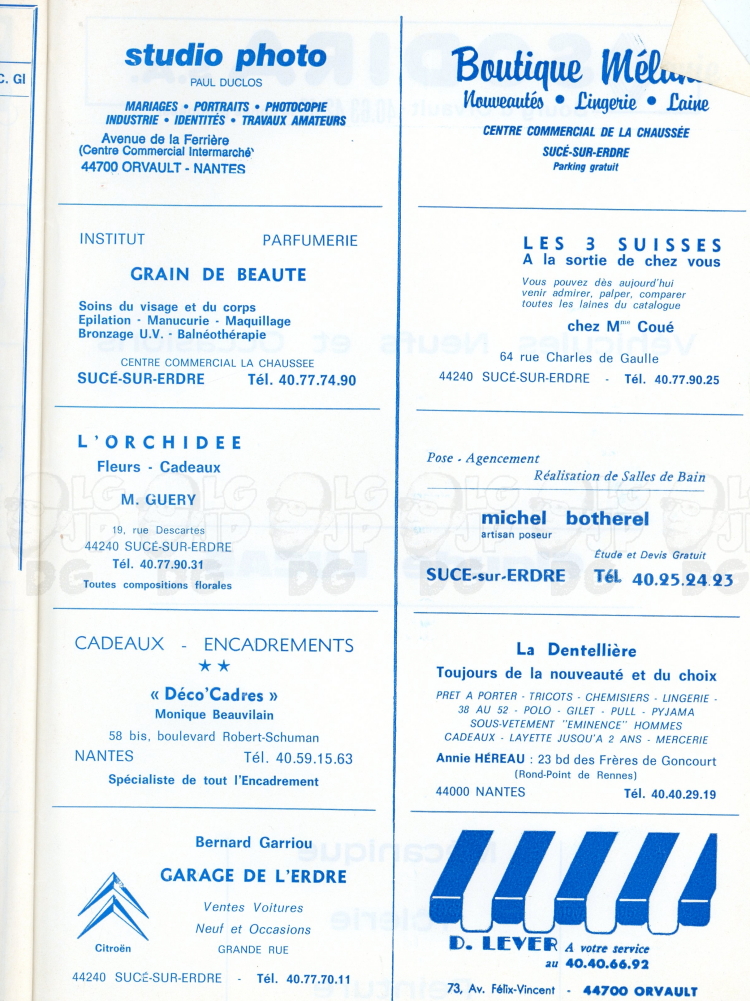 C. GI
studio photo
PAUL DUCLOS
MARIAGES • PORTRAITS • PHOTOCOPIE
INDUSTRIE • IDENTITÉS • TRAVAUX AMATEURS
Avenue de la Ferrière
(Centre Commercial Intermarché)
44700 ORVAULT - NANTES
INSTITUT PARFUMERIE
GRAIN DE BEAUTE
Soins du visage et du corps
Epilation - Manucurie - Maquillage
Bronzage U.V. - Balnéothérapie
CENTRE COMMERCIAL LA CHAUSSEE
SUCÉ-SUR-ERDRE Tél. 40.77.74.90
L'ORCHIDEE
Fleurs - Cadeaux
M. GUERY
19, rue Descartes
44240 SUCÉ-SUR-ERDRE
Tél. 40.77.90.31
Toutes compositions florales
CADEAUX - ENCADREMENTS
★★
« Déco'Cadres »
Monique Beauvilain
58 bis, boulevard Robert-Schuman
NANTES Tél. 40.59.15.63
Spécialiste de tout l'Encadrement
Bernard Garriou
GARAGE DE L'ERDRE
Ventes Voitures
Neuf et Occasions
GRANDE RUE
Citroën
44240 SUCÉ-SUR-ERDRE - Tél. 40.77.70.11
Boutique
Nouveautés • Lingerie • Laine
CENTRE COMMERCIAL DE LA CHAUSSÉE
SUCÉ-SUR-ERDRE
Parking gratuit
LES 3 SUISSES
A la sortie de chez vous
Vous pouvez dès aujourd'hui
venir admirer, palper, comparer
toutes les laines du catalogue
chez Mme Coué
64 rue Charles de Gaulle
44240 SUCÉ-SUR-ERDRE - Tél. 40.77.90.25
Pose - Agencement
Réalisation de Salles de Bain
michel botherel
artisan poseur
Étude et Devis Gratuit
SUCE-sur-ERDRE Tél. 40.25.24.23
La Dentellière
Toujours de la nouveauté et du choix
PRET A PORTER - TRICOTS - CHEMISIERS - LINGERIE -
38 AU 52 - POLO - GILET - PULL - PYJAMA
SOUS-VETEMENT "EMINENCE" HOMMES
CADEAUX - LAYETTE JUSQU'A 2 ANS - MERCERIE
Annie HÉREAU : 23 bd des Frères de Goncourt
(Rond-Point de Rennes)
44000 NANTES Tél. 40.40.29.19
D. LEVER A votre service
au 40.40.66.92
73, Av. Félix-Vincent - 44700 ORVAULT